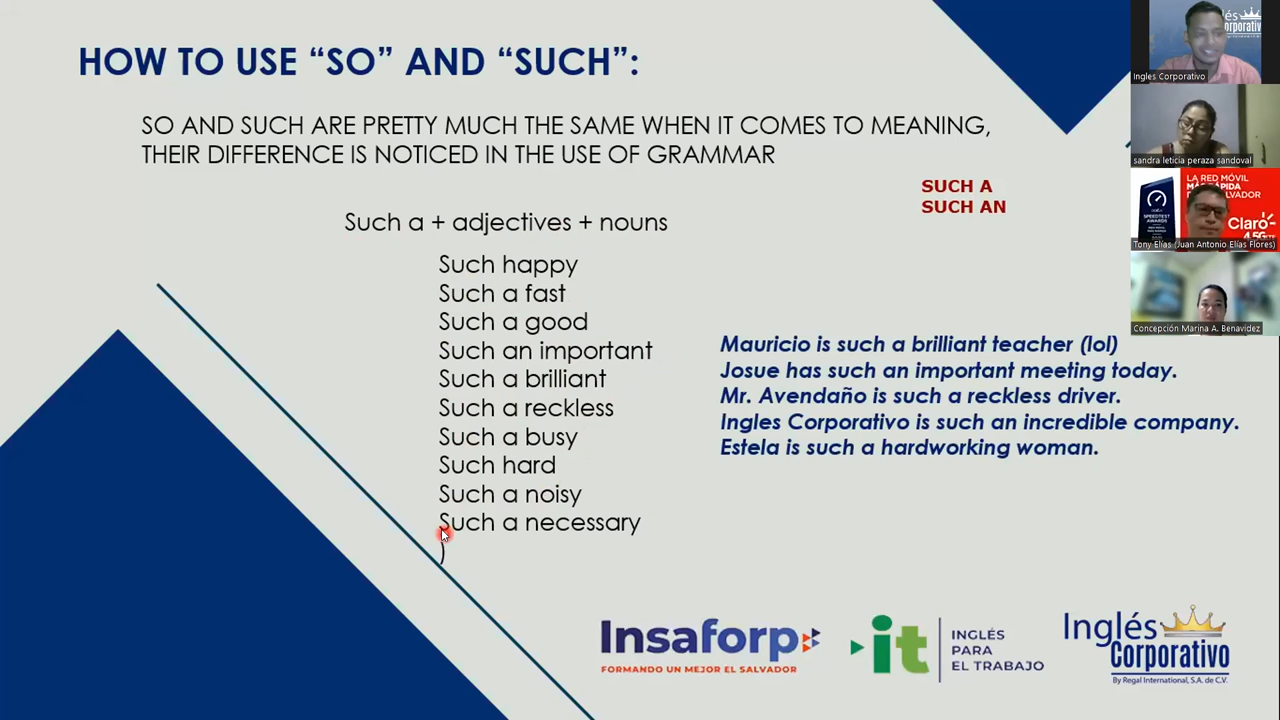 HOW TO USE “SO” AND “SUCH”:
SO AND SUCH ARE PRETTY MUCH THE SAME WHEN IT COMES TO MEANING,
THEIR DIFFERENCE IS NOTICED IN THE USE OF GRAMMAR
SUCH A
SUCH AN
Such a + adjectives + nouns
Such happy
Such a fast
Such a good
Such an important
Such a brilliant
Such a reckless
Such a busy
Such hard
Such a noisy
Such a necessary
)
Mauricio is such a brilliant teacher (lol)
Josue has such an important meeting today.
Mr. Avendaño is such a reckless driver.
Ingles Corporativo is such an incredible company.
Estela is such a hardworking woman.
Insaforp
FORMANDO UN MEJOR EL SALVADOR
it
INGLÉS
PARA
EL TRABAJO
Inglés
Corporativo
By Regal International, S.A. de C.V.
Ingles Corporativo
sandra leticia peraza sandoval
LA RED MÓVIL
SPEEDTEST
AWARDS
Claro
Tony Elías (Juan Antonio Elías Flores)
Concepción Marina A. Benavidez